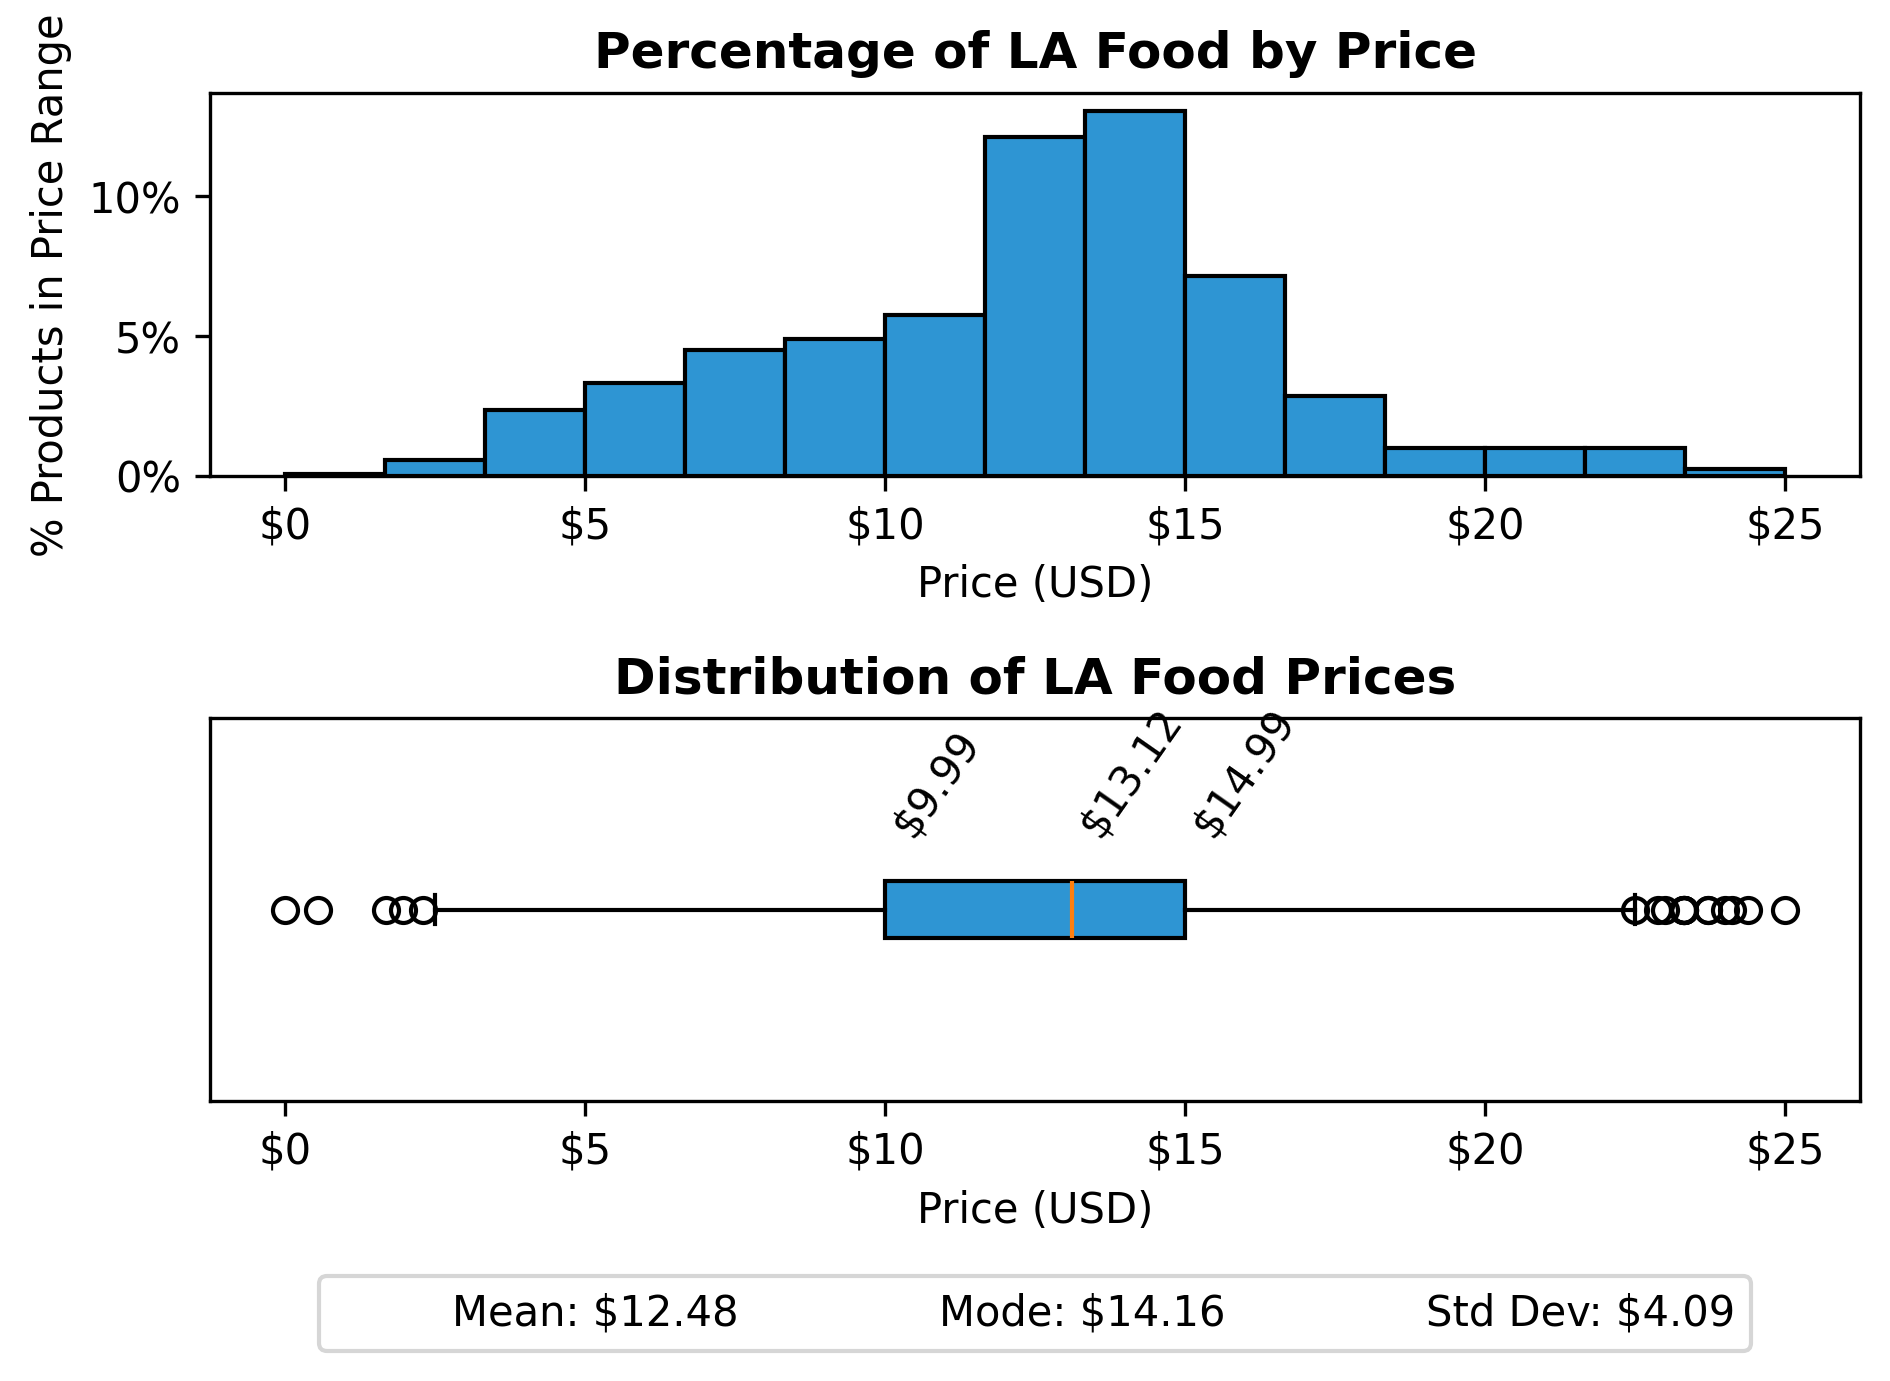 Percentage of LA Food by Price
% Products in Price Range
10%
5%
0%
$0 $5 $10 $15 $20 $25
Price (USD)
Distribution of LA Food Prices
$9.99 $13.12 $14.99
$0 $5 $10 $15 $20 $25
Price (USD)
Mean: $12.48 Mode: $14.16 Std Dev: $4.09